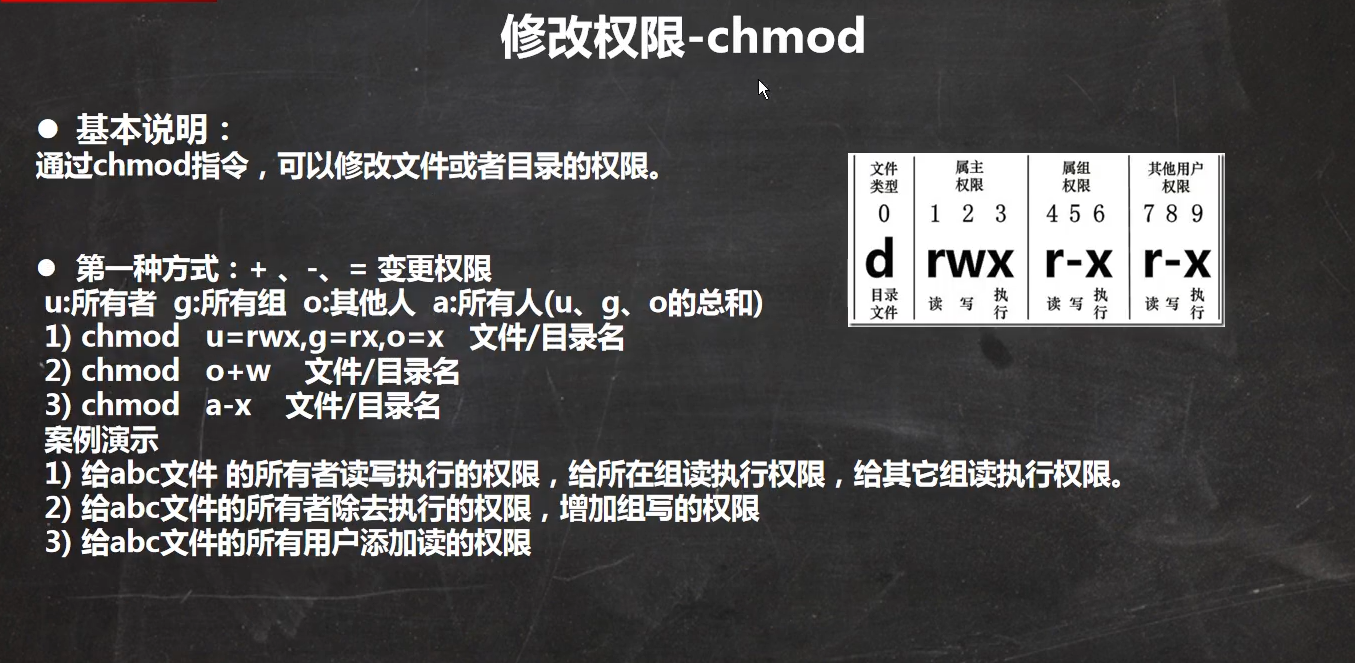 修改权限-chmod
● 基本说明：
通过chmod指令，可以修改文件或者目录的权限。
● 第一种方式：+ 、-、= 变更权限
u:所有者 g:所有组 o:其他人 a:所有人(u、g、o的总和)
1) chmod u=rwx,g=rx,o=x 文件/目录名
2) chmod o+w 文件/目录名
3) chmod a-x 文件/目录名
案例演示
1) 给abc文件 的所有者读写执行的权限，给所在组读执行权限，给其它组读执行权限。
2) 给abc文件的所有者除去执行的权限，增加组写的权限
3) 给abc文件的所有用户添加读的权限
文件 属主 属组 其他用户
类型 权限 权限 权限
0 1 2 3 4 5 6 7 8 9
d rwx r-x r-x
目录 读 写 执 读 写 执 读 写 执
文件 行 行 行